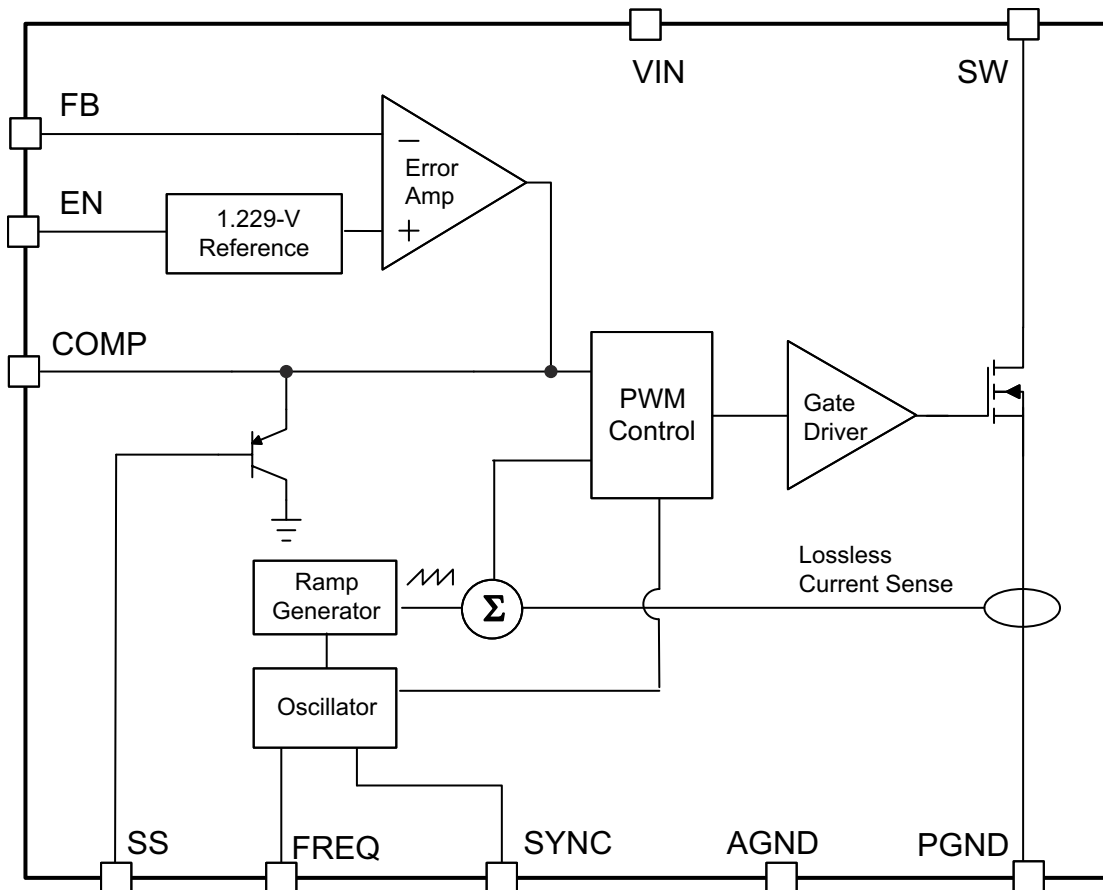 VIN
SW
FB
Error
Amp
EN
1.229-V
Reference
COMP
PWM
Control
Gate
Driver
Lossless
Current Sense
Ramp
Generator
Σ
Oscillator
SS
FREQ
SYNC
AGND
PGND